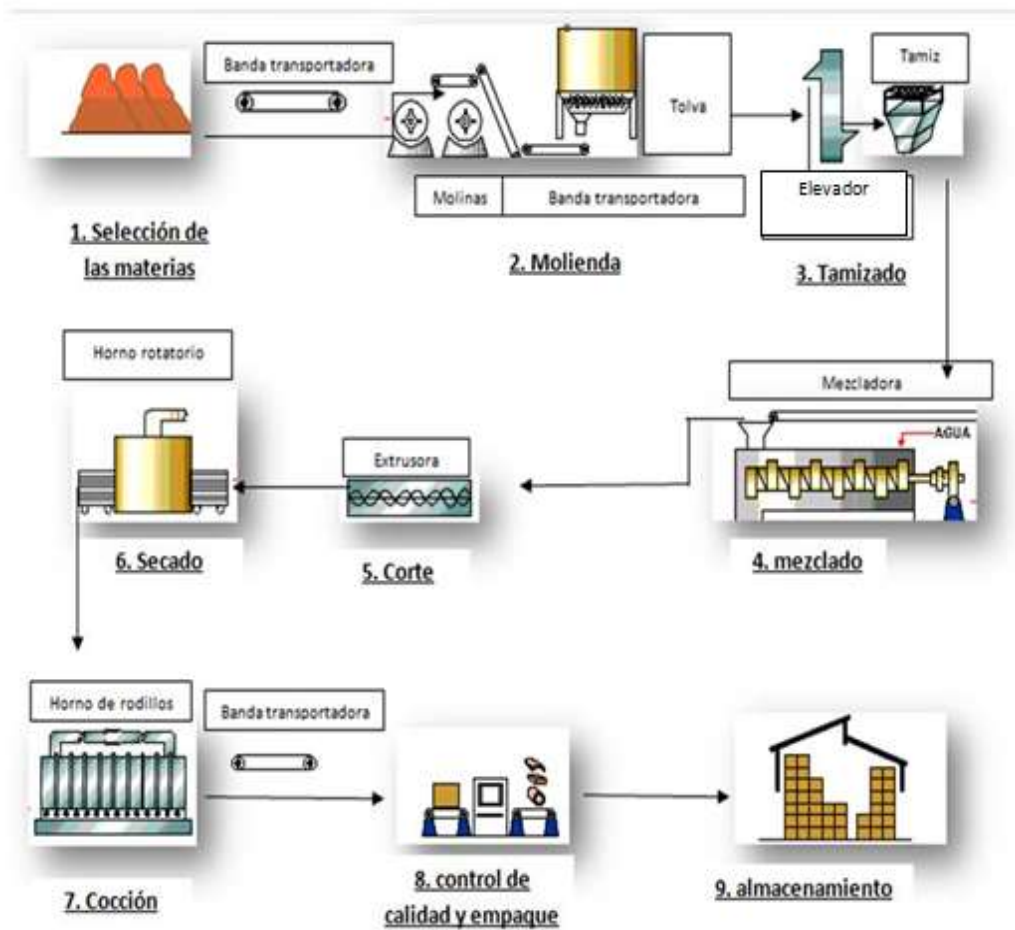 Banda transportadora
Tolva
Tamiz
Molinas
Banda transportadora
Elevador
1. Selección de
las materias
2. Molienda
3. Tamizado
Horno rotatorio
Mezcladora
AGUA
Extrusora
6. Secado
5. Corte
4. mezclado
Horno de rodillos
Banda transportadora
7. Cocción
8. control de
calidad y empaque
9. almacenamiento